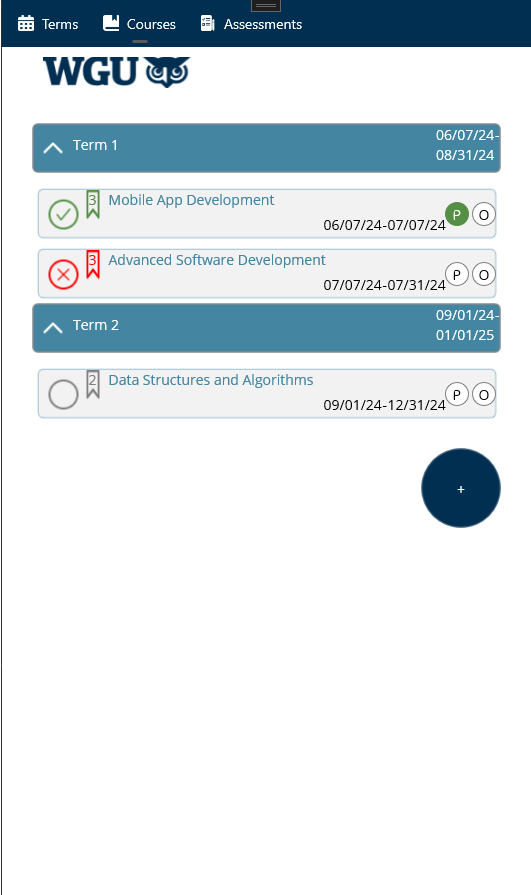 Terms Courses Assessments
WGU
Term 1
06/07/24-
08/31/24
3 Mobile App Development
06/07/24-07/07/24 P O
3 Advanced Software Development
07/07/24-07/31/24 P O
Term 2
09/01/24-
01/01/25
2 Data Structures and Algorithms
09/01/24-12/31/24 P O
+